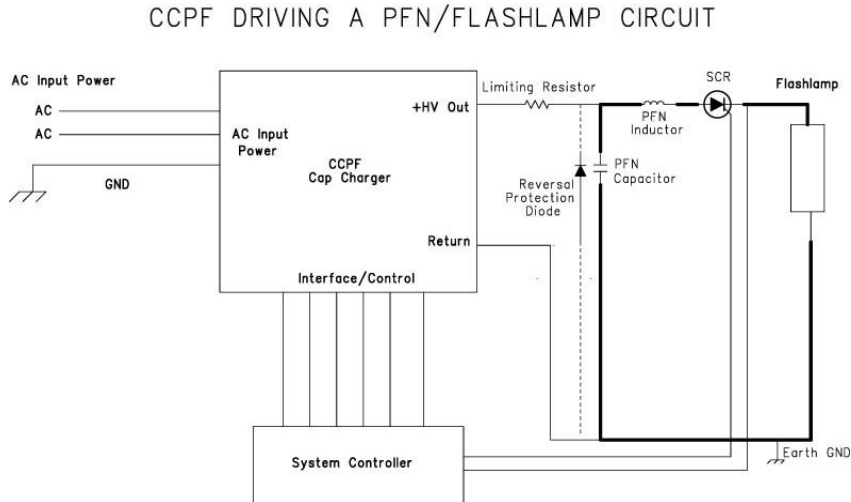 CCPF DRIVING A PFN/FLASHLAMP CIRCUIT
AC Input Power
AC
AC
GND
AC Input
Power
+HV Out
CCPF
Cap Charger
Return
Interface/Control
Limiting Resistor
PFN
Inductor
SCR
Flashlamp
Reversal
Protection
Diode
PFN
Capacitor
System Controller
Earth GND